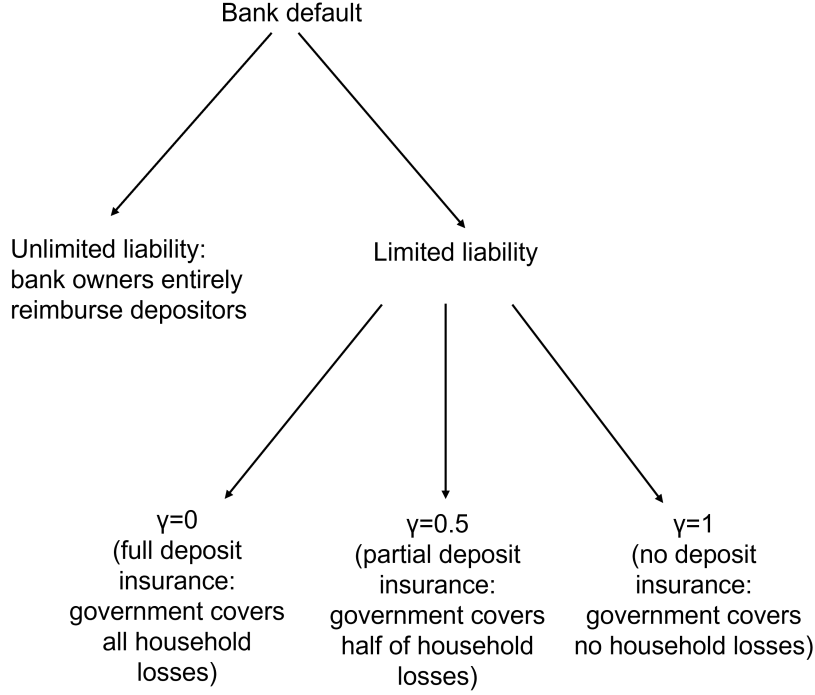 Bank default
Unlimited liability:
bank owners entirely
reimburse depositors
Limited liability
γ=0
(full deposit
insurance:
government covers
all household
losses)
γ=0.5
(partial deposit
insurance:
government covers
half of household
losses)
γ=1
(no deposit
insurance:
government covers
no household losses)